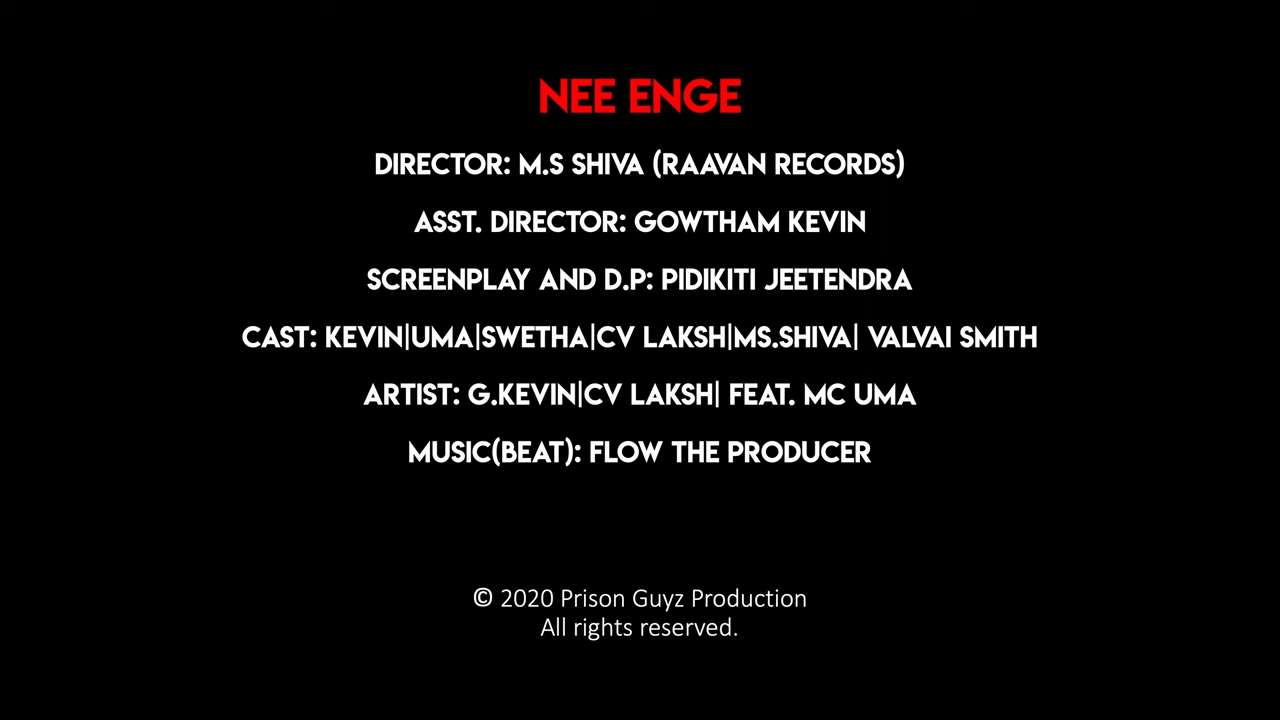 NEE ENGE
DIRECTOR: M.S SHIVA (RAAVAN RECORDS)
ASST. DIRECTOR: GOWTHAM KEVIN
SCREENPLAY AND D.P: PIDIKITI JEETENDRA
CAST: KEVIN|UMA|SWETHA|CV LAKSH|MS.SHIVA| VALVAI SMITH
ARTIST: G.KEVIN|CV LAKSH| FEAT. MC UMA
MUSIC(BEAT): FLOW THE PRODUCER
© 2020 Prison Guyz Production
All rights reserved.